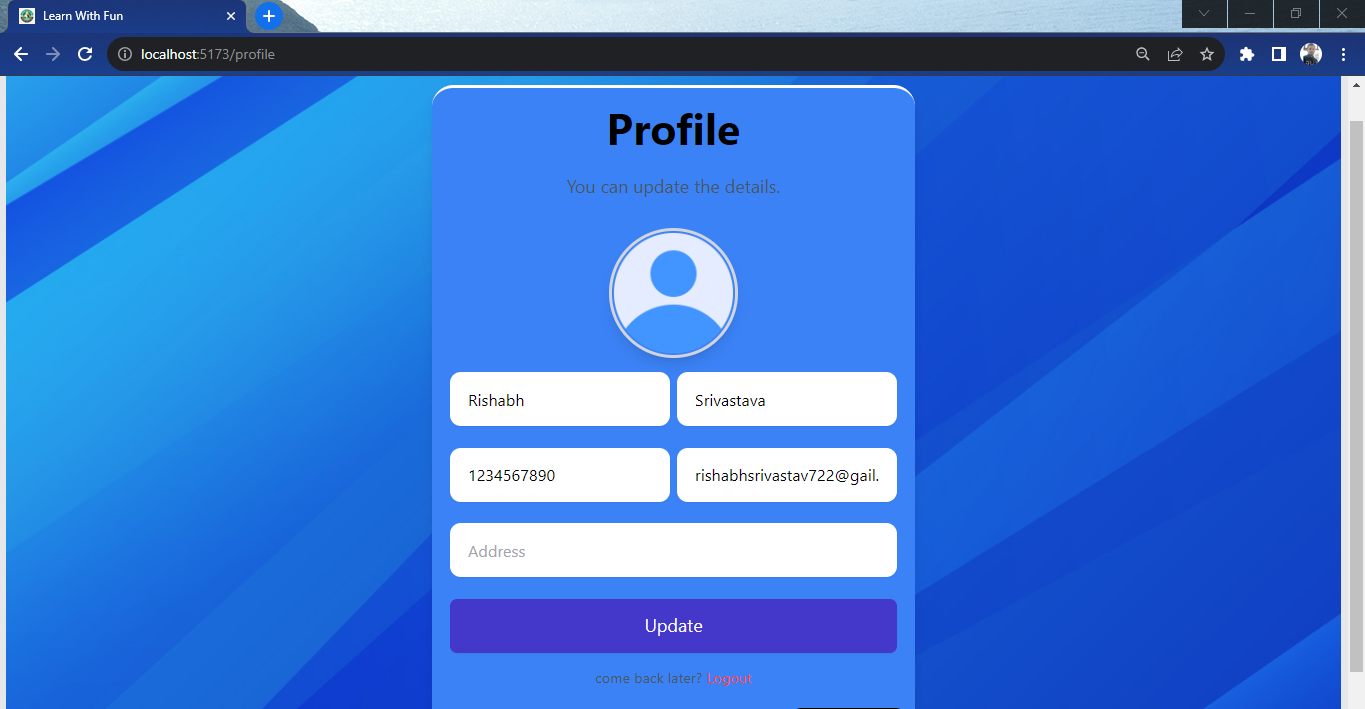 Learn With Fun
localhost:5173/profile
Profile
You can update the details.
Rishabh
Srivastava
1234567890
rishabhsrivastav722@gail.
Address
Update
come back later? Logout